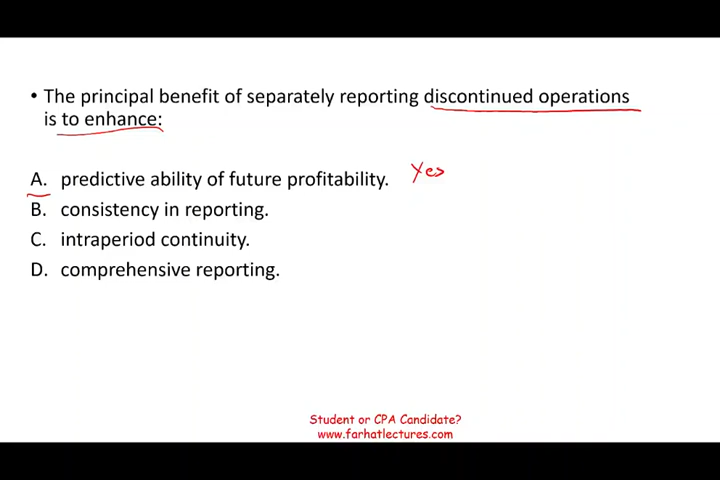 • The principal benefit of separately reporting discontinued operations
is to enhance:
A. predictive ability of future profitability. Yes
B. consistency in reporting.
C. intraperiod continuity.
D. comprehensive reporting.
Student or CPA Candidate?
www.farhatlectures.com